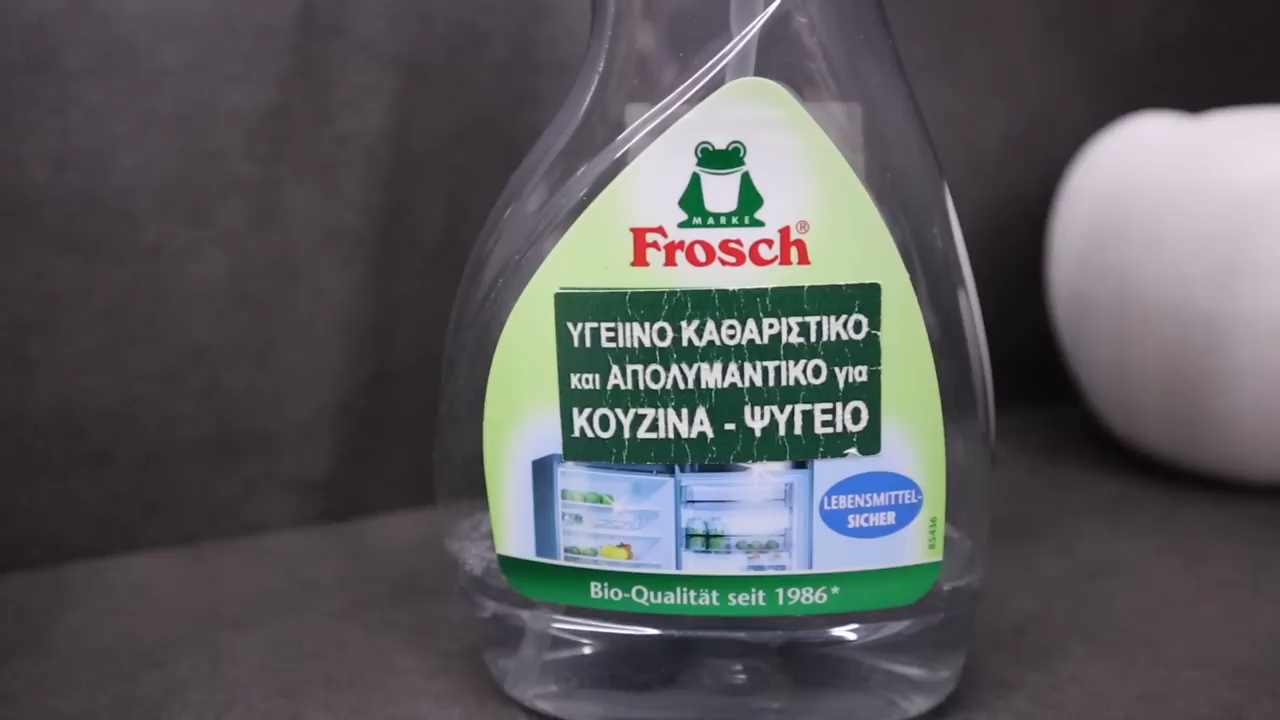 MARKE
Frosch®
ΥΓΕΙΙΝΟ ΚΑΘΑΡΙΣΤΙΚΟ
και ΑΠΟΛΥΜΑΝΤΙΚΟ για
ΚΟΥΖΙΝΑ - ΨΥΓΕΙΟ
LEBENSMITTEL-
SICHER
85436
Bio-Qualität seit 1986*